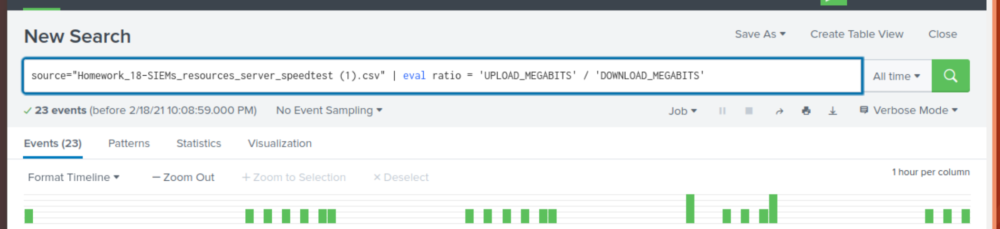 New Search
Save As Create Table View Close
source="Homework_18-SIEMs_resources_server_speedtest (1).csv" | eval ratio = 'UPLOAD_MEGABITS' / 'DOWNLOAD_MEGABITS'
All time
✓ 23 events (before 2/18/21 10:08:59.000 PM) No Event Sampling
Job Verbose Mode
Events (23) Patterns Statistics Visualization
Format Timeline — Zoom Out + Zoom to Selection × Deselect
1 hour per column